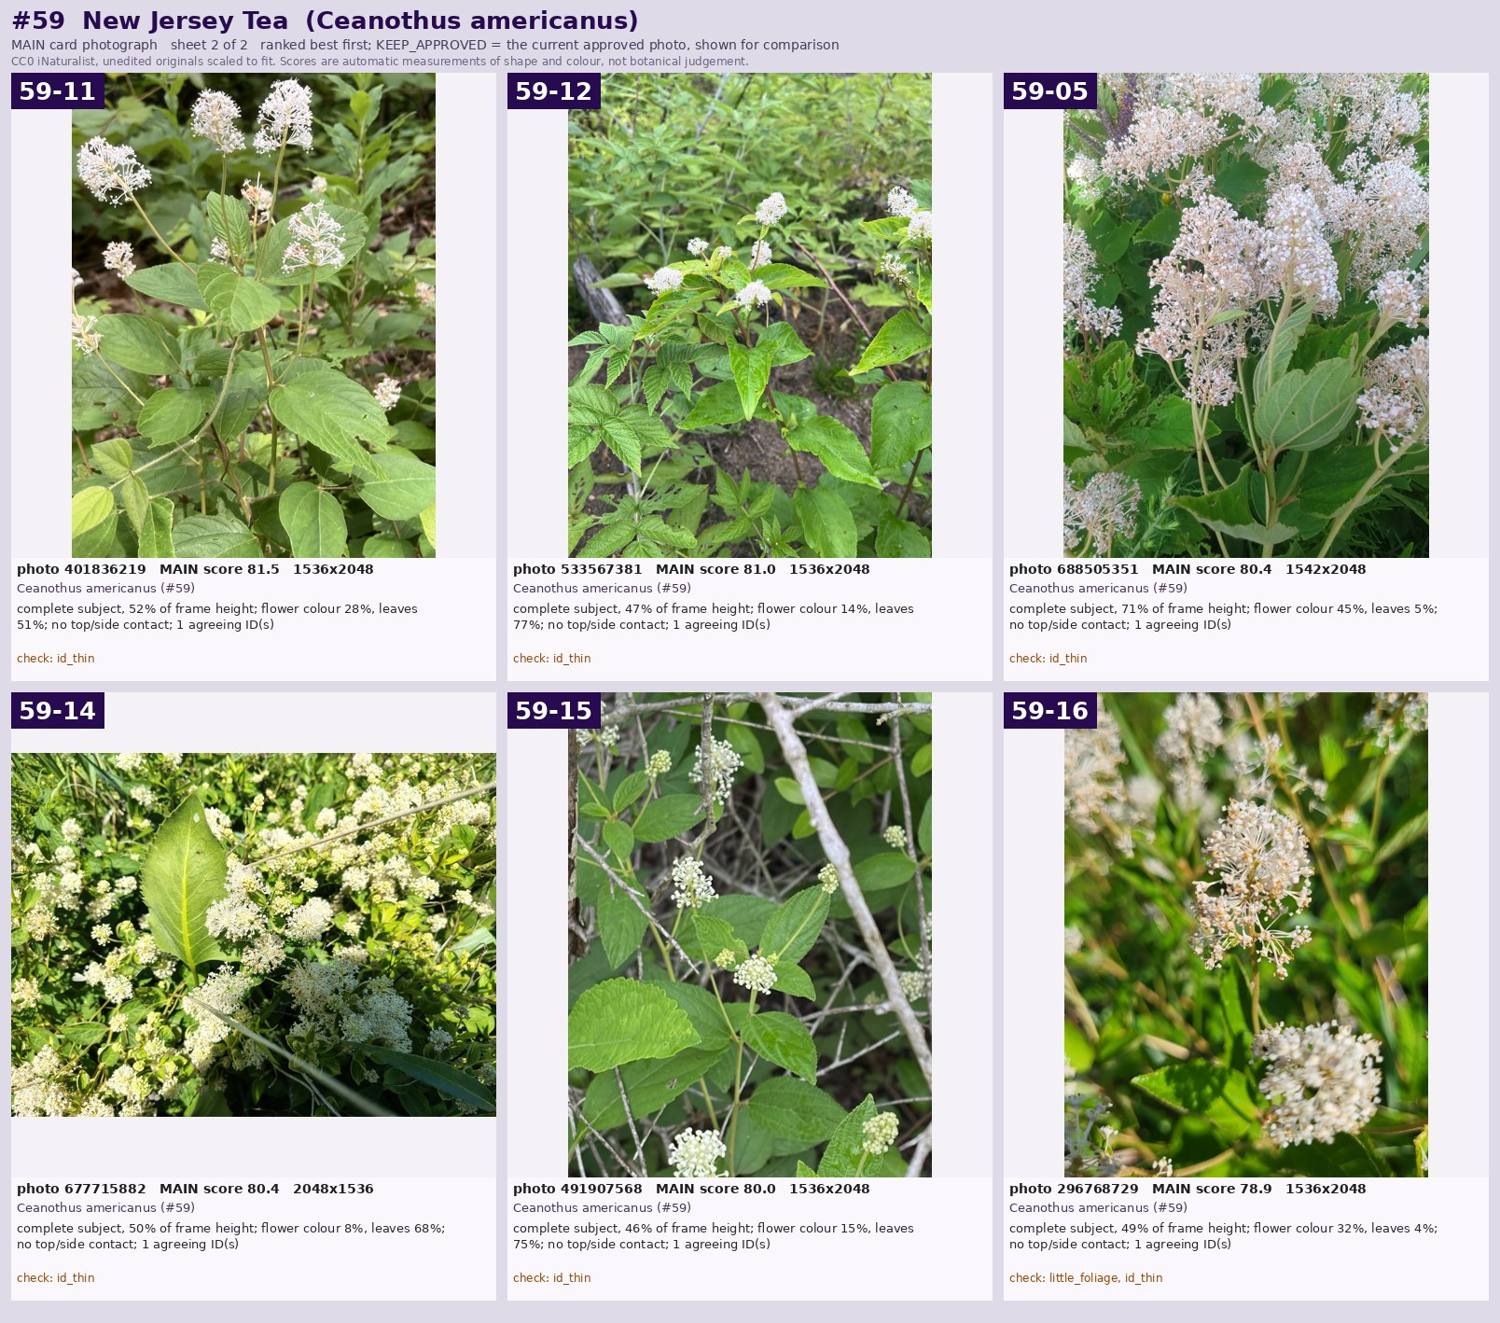 #59  New Jersey Tea  (Ceanothus americanus)
MAIN card photograph   sheet 2 of 2   ranked best first; KEEP_APPROVED = the current approved photo, shown for comparison
CC0 iNaturalist, unedited originals scaled to fit. Scores are automatic measurements of shape and colour, not botanical judgement.
59-11
photo 401836219   MAIN score 81.5   1536x2048
Ceanothus americanus (#59)
complete subject, 52% of frame height; flower colour 28%, leaves
51%; no top/side contact; 1 agreeing ID(s)
check: id_thin
59-12
photo 533567381   MAIN score 81.0   1536x2048
Ceanothus americanus (#59)
complete subject, 47% of frame height; flower colour 14%, leaves
77%; no top/side contact; 1 agreeing ID(s)
check: id_thin
59-05
photo 688505351   MAIN score 80.4   1542x2048
Ceanothus americanus (#59)
complete subject, 71% of frame height; flower colour 45%, leaves 5%;
no top/side contact; 1 agreeing ID(s)
check: id_thin
59-14
photo 677715882   MAIN score 80.4   2048x1536
Ceanothus americanus (#59)
complete subject, 50% of frame height; flower colour 8%, leaves 68%;
no top/side contact; 1 agreeing ID(s)
check: id_thin
59-15
photo 491907568   MAIN score 80.0   1536x2048
Ceanothus americanus (#59)
complete subject, 46% of frame height; flower colour 15%, leaves
75%; no top/side contact; 1 agreeing ID(s)
check: id_thin
59-16
photo 296768729   MAIN score 78.9   1536x2048
Ceanothus americanus (#59)
complete subject, 49% of frame height; flower colour 32%, leaves 4%;
no top/side contact; 1 agreeing ID(s)
check: little_foliage, id_thin